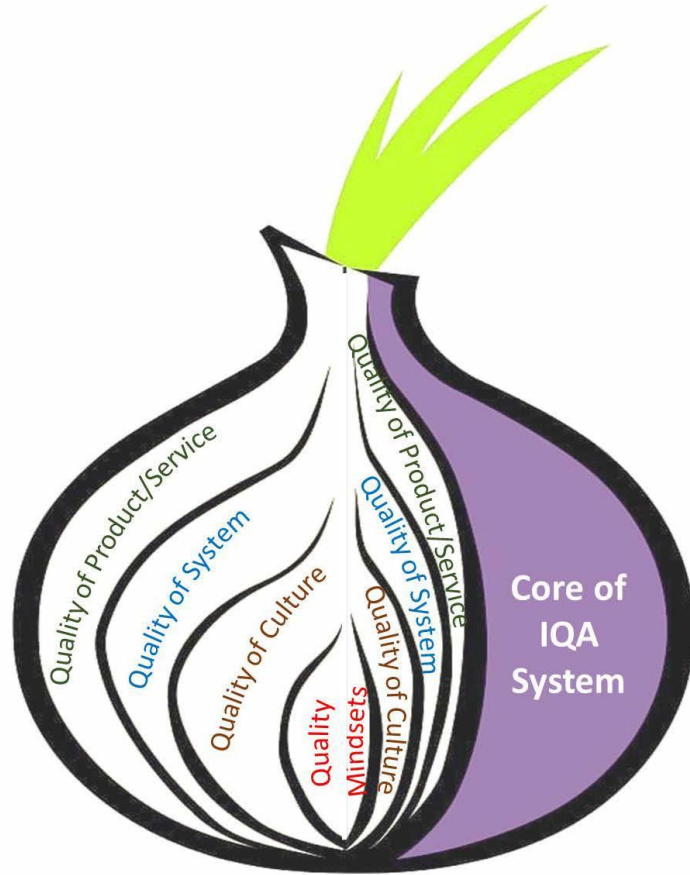 Quality of Product/Service
Quality of System
Quality of Culture
Quality
Mindsets
Quality of Culture
Quality of System
Quality of Product/Service
Core of
IQA
System